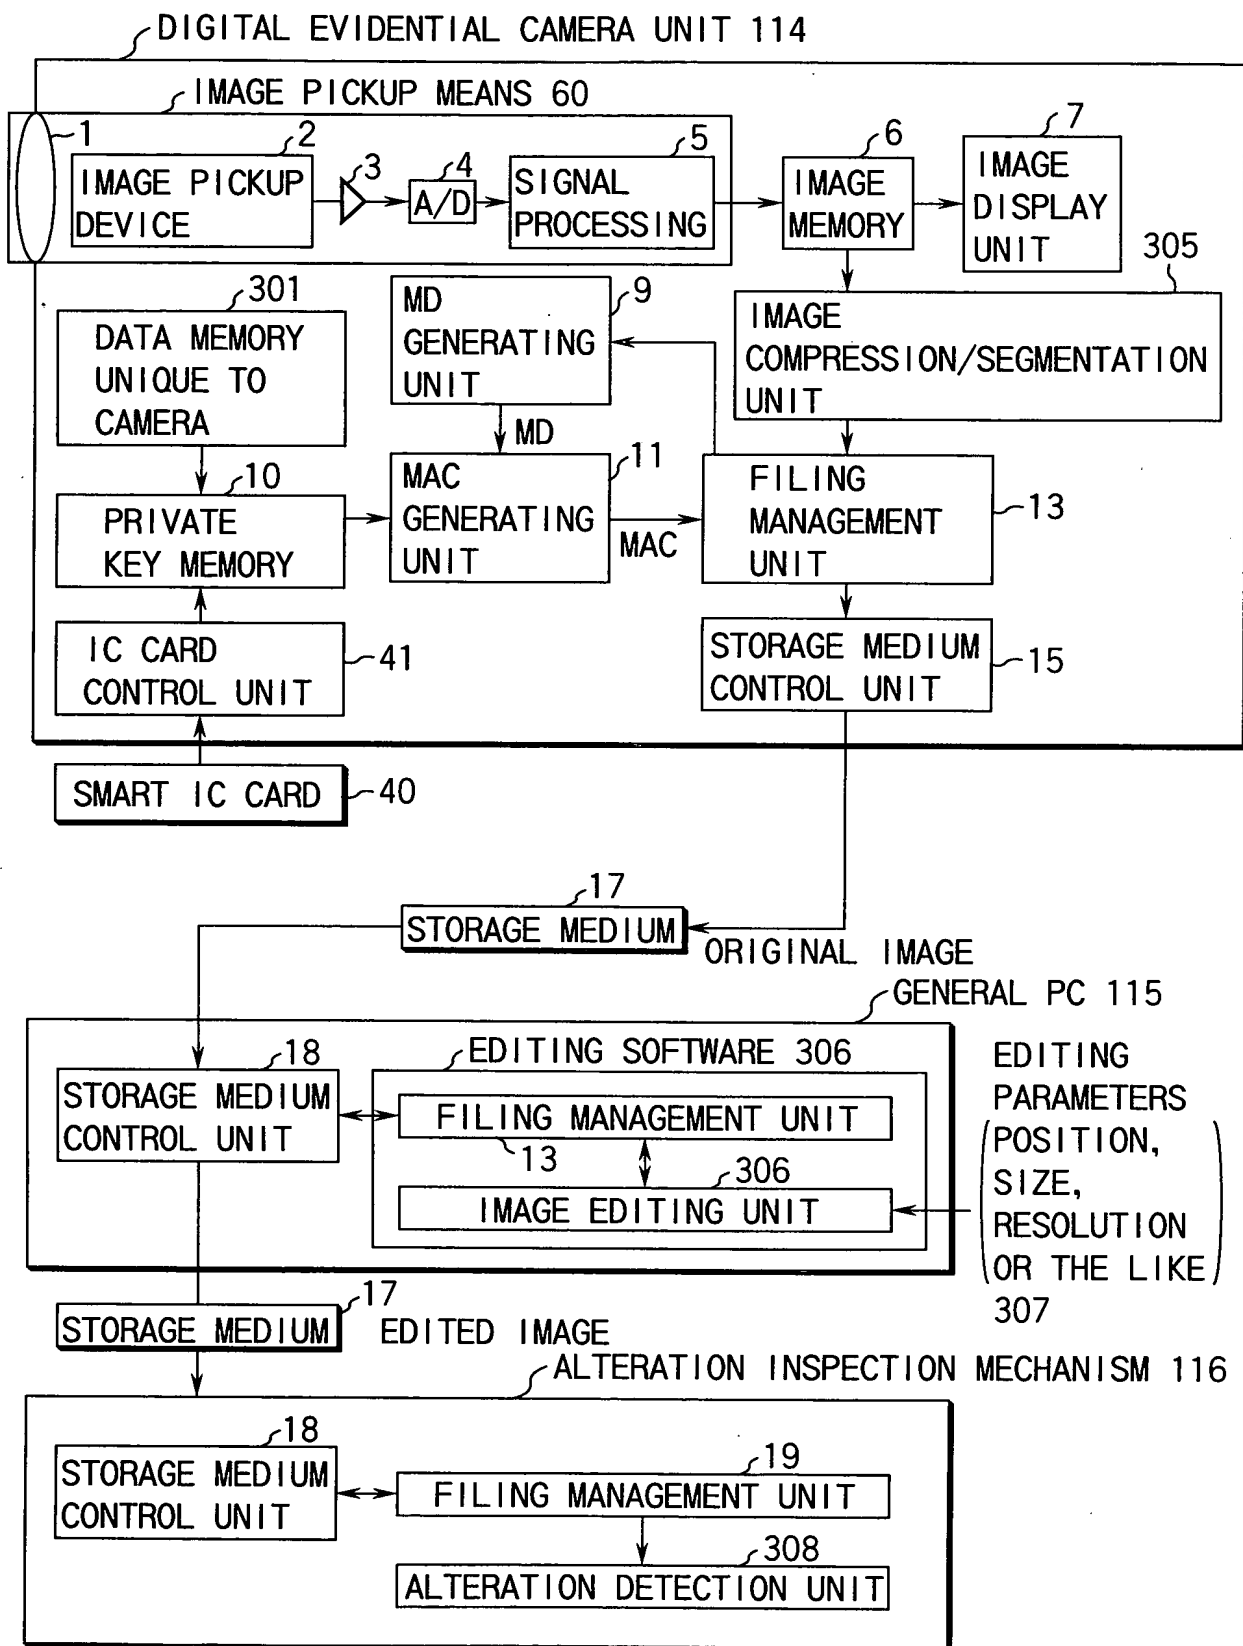 DIGITAL EVIDENTIAL CAMERA UNIT 114
IMAGE PICKUP MEANS 60
1
2
3
4
5
6
7
IMAGE PICKUP
DEVICE
A/D
SIGNAL
PROCESSING
IMAGE
MEMORY
IMAGE
DISPLAY
UNIT
301
9
305
DATA MEMORY
UNIQUE TO
CAMERA
MD
GENERATING
UNIT
IMAGE
COMPRESSION/SEGMENTATION
UNIT
MD
10
11
PRIVATE
KEY MEMORY
MAC
GENERATING
UNIT
MAC
FILING
MANAGEMENT
UNIT
13
IC CARD
CONTROL UNIT
41
STORAGE MEDIUM
CONTROL UNIT
15
SMART IC CARD
40
17
STORAGE MEDIUM
ORIGINAL IMAGE
GENERAL PC 115
18
EDITING SOFTWARE 306
STORAGE MEDIUM
CONTROL UNIT
FILING MANAGEMENT UNIT
13
306
IMAGE EDITING UNIT
EDITING
PARAMETERS
POSITION,
SIZE,
RESOLUTION
OR THE LIKE
307
17
STORAGE MEDIUM
EDITED IMAGE
ALTERATION INSPECTION MECHANISM 116
18
STORAGE MEDIUM
CONTROL UNIT
19
FILING MANAGEMENT UNIT
308
ALTERATION DETECTION UNIT